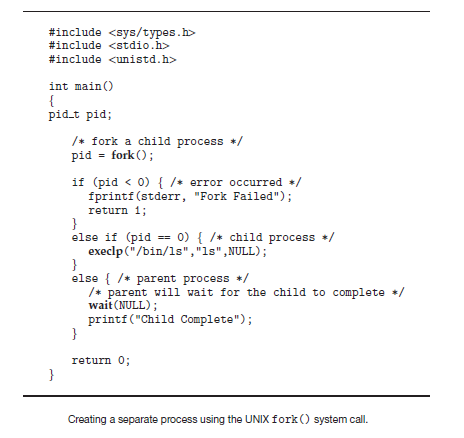 #include <sys/types.h>
#include <stdio.h>
#include <unistd.h>
int main()
{
pid_t pid;
/* fork a child process */
pid = fork();
if (pid < 0) { /* error occurred */
fprintf(stderr, "Fork Failed");
return 1;
}
else if (pid == 0) { /* child process */
execlp("/bin/ls","ls",NULL);
}
else { /* parent process */
/* parent will wait for the child to complete */
wait(NULL);
printf("Child Complete");
}
return 0;
}
Creating a separate process using the UNIX fork() system call.